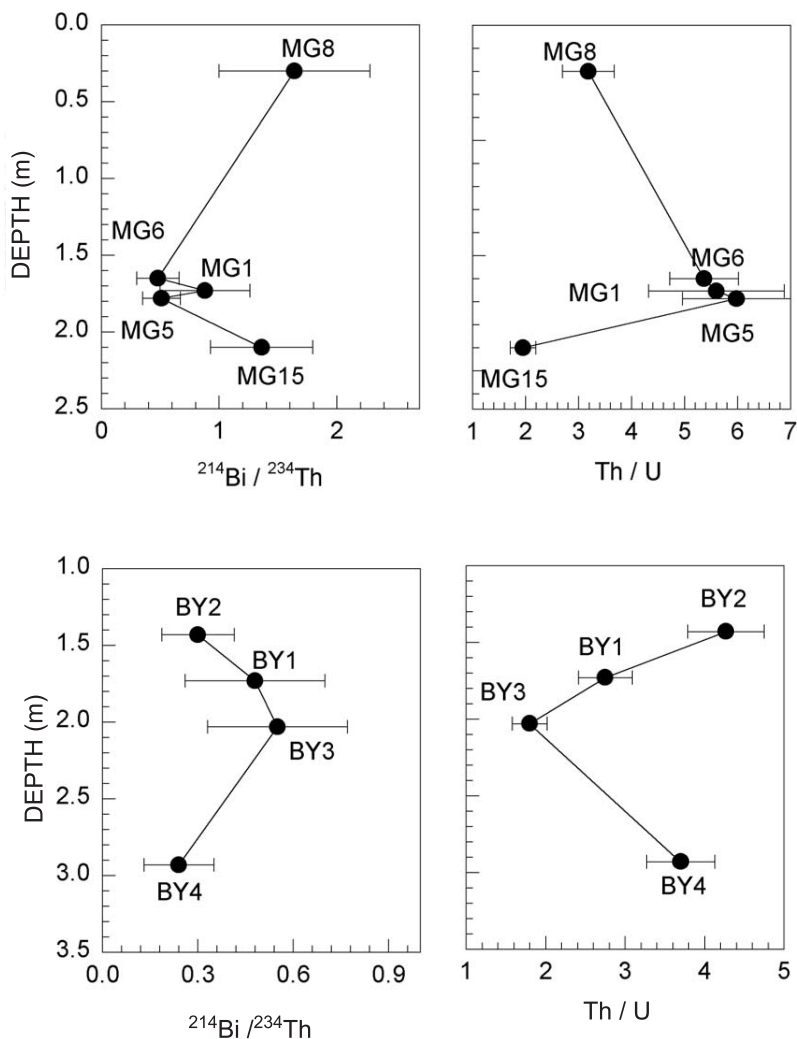 0.0
0.5
1.0
1.5
2.0
2.5
DEPTH (m)
MG8
MG6
MG1
MG5
MG15
0 1 2
²¹⁴Bi / ²³⁴Th
MG8
MG6
MG1
MG5
MG15
1 2 3 4 5 6 7
Th / U
1.0
1.5
2.0
2.5
3.0
3.5
DEPTH (m)
BY2
BY1
BY3
BY4
0.0 0.3 0.6 0.9
²¹⁴Bi /²³⁴Th
BY2
BY1
BY3
BY4
1 2 3 4 5
Th / U